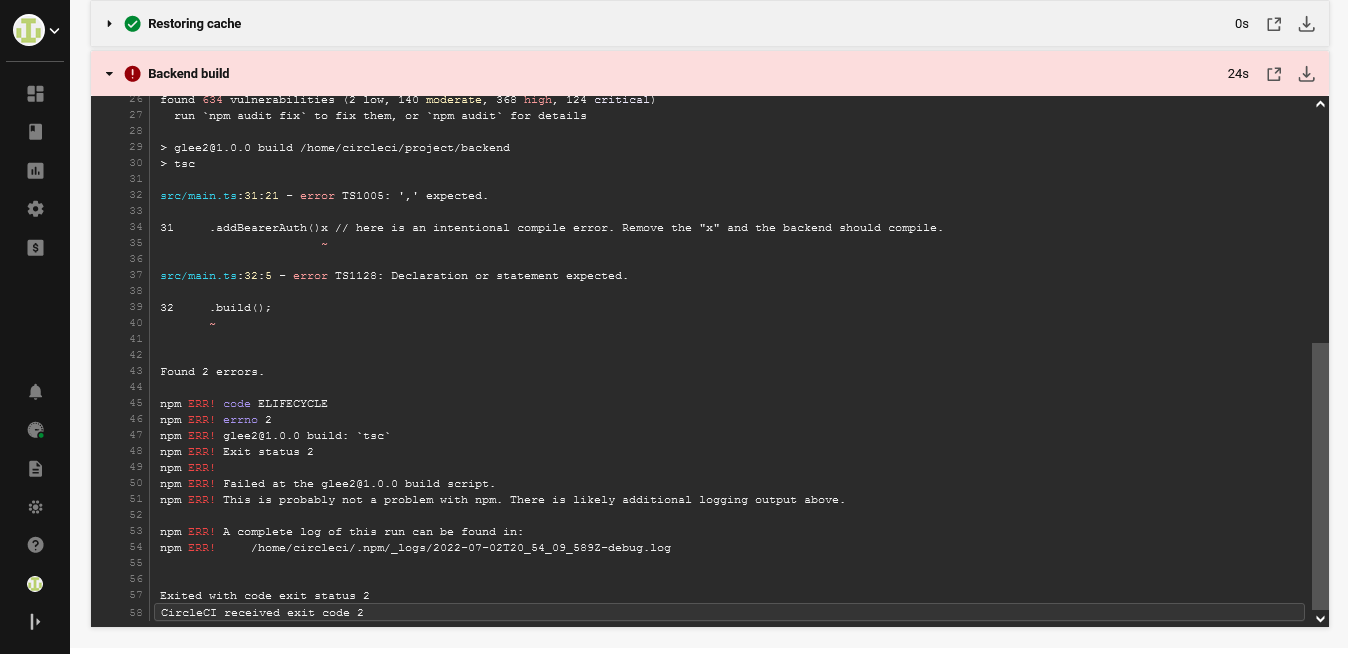 Restoring cache 0s
Backend build 24s
26 found 634 vulnerabilities (2 low, 140 moderate, 368 high, 124 critical)
27 run `npm audit fix` to fix them, or `npm audit` for details
28
29 > glee2@1.0.0 build /home/circleci/project/backend
30 > tsc
31
32 src/main.ts:31:21 - error TS1005: ',' expected.
33
34 31 .addBearerAuth()x // here is an intentional compile error. Remove the "x" and the backend should compile.
35 ~
36
37 src/main.ts:32:5 - error TS1128: Declaration or statement expected.
38
39 32 .build();
40 ~
41
42
43 Found 2 errors.
44
45 npm ERR! code ELIFECYCLE
46 npm ERR! errno 2
47 npm ERR! glee2@1.0.0 build: `tsc`
48 npm ERR! Exit status 2
49 npm ERR!
50 npm ERR! Failed at the glee2@1.0.0 build script.
51 npm ERR! This is probably not a problem with npm. There is likely additional logging output above.
52
53 npm ERR! A complete log of this run can be found in:
54 npm ERR! /home/circleci/.npm/_logs/2022-07-02T20_54_09_589Z-debug.log
55
56
57 Exited with code exit status 2
58 CircleCI received exit code 2